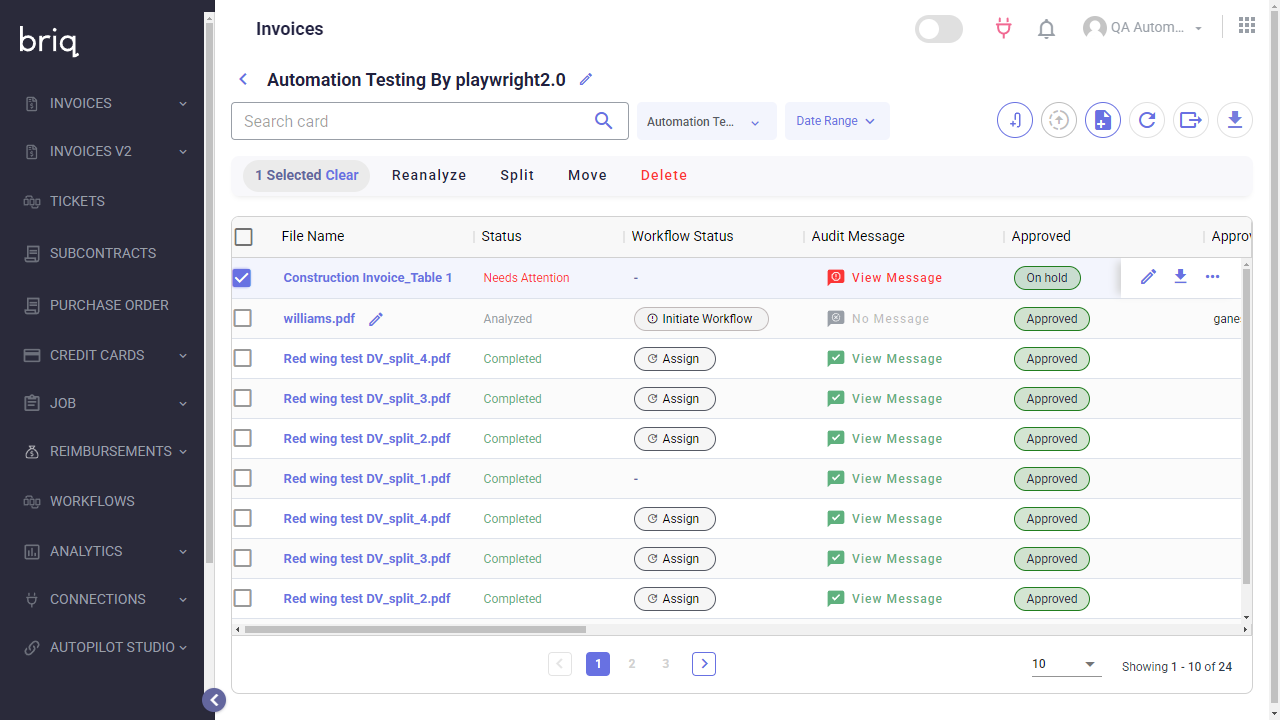 briq
INVOICES
INVOICES V2
TICKETS
SUBCONTRACTS
PURCHASE ORDER
CREDIT CARDS
JOB
REIMBURSEMENTS
WORKFLOWS
ANALYTICS
CONNECTIONS
AUTOPILOT STUDIO
Invoices
QA Autom...
Automation Testing By playwright2.0
Search card
Automation Te...
Date Range
1 Selected Clear
Reanalyze
Split
Move
Delete
File Name Status Workflow Status Audit Message Approved Approv
Construction Invoice_Table 1 Needs Attention - View Message On hold
williams.pdf Analyzed Initiate Workflow No Message Approved gane
Red wing test DV_split_4.pdf Completed Assign View Message Approved
Red wing test DV_split_3.pdf Completed Assign View Message Approved
Red wing test DV_split_2.pdf Completed Assign View Message Approved
Red wing test DV_split_1.pdf Completed - View Message Approved
Red wing test DV_split_4.pdf Completed Assign View Message Approved
Red wing test DV_split_3.pdf Completed Assign View Message Approved
Red wing test DV_split_2.pdf Completed Assign View Message Approved
1 2 3
10
Showing 1 - 10 of 24